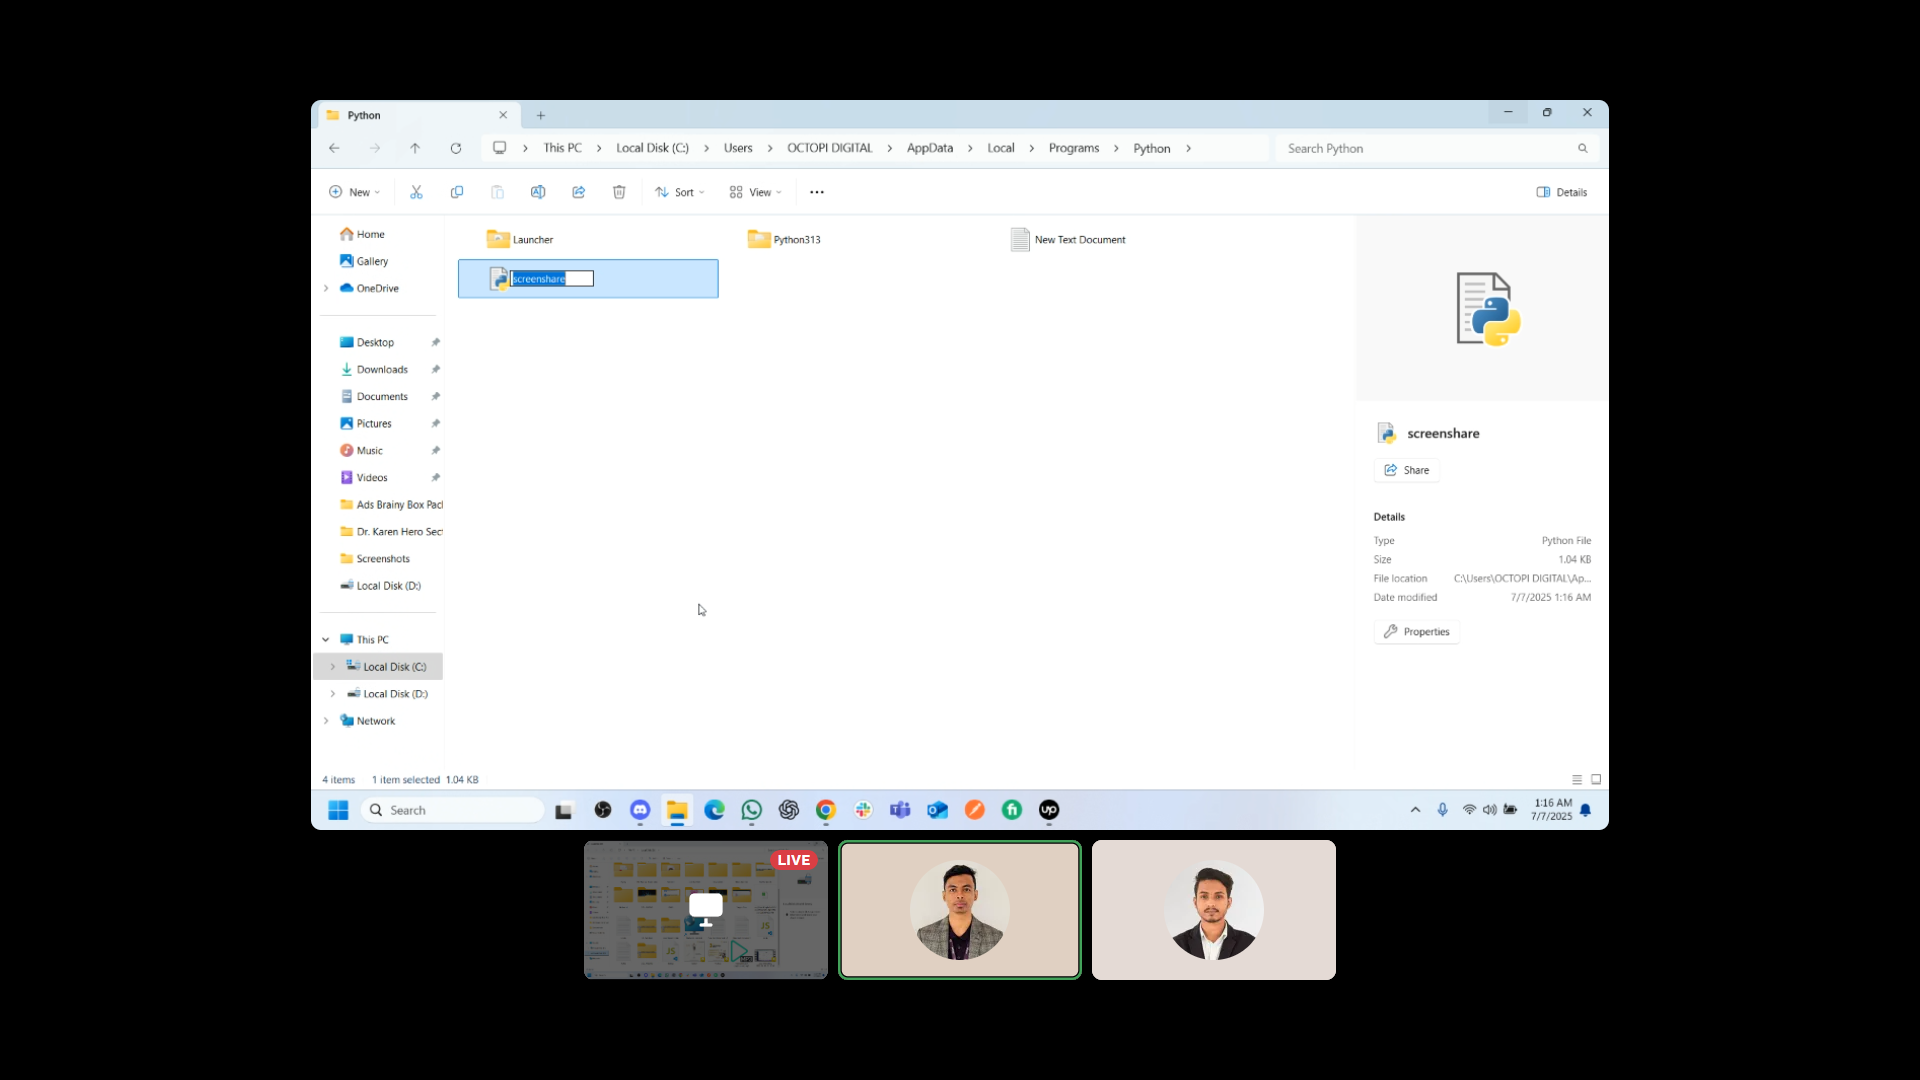 Python
This PC
Local Disk (C:)
Users
OCTOPI DIGITAL
AppData
Local
Programs
Python
Search Python
New
Sort
View
Details
Home
Gallery
OneDrive
Desktop
Downloads
Documents
Pictures
Music
Videos
Ads Brainy Box Pac
Dr. Karen Hero Sec
Screenshots
Local Disk (D:)
This PC
Local Disk (C:)
Local Disk (D:)
Network
Launcher
Python313
New Text Document
screenshare
screenshare
Share
Details
Type Python File
Size 1.04 KB
File location C:\Users\OCTOPI DIGITAL\Ap...
Date modified 7/7/2025 1:16 AM
Properties
4 items 1 item selected 1.04 KB
Search
up
1:16 AM
7/7/2025
LIVE